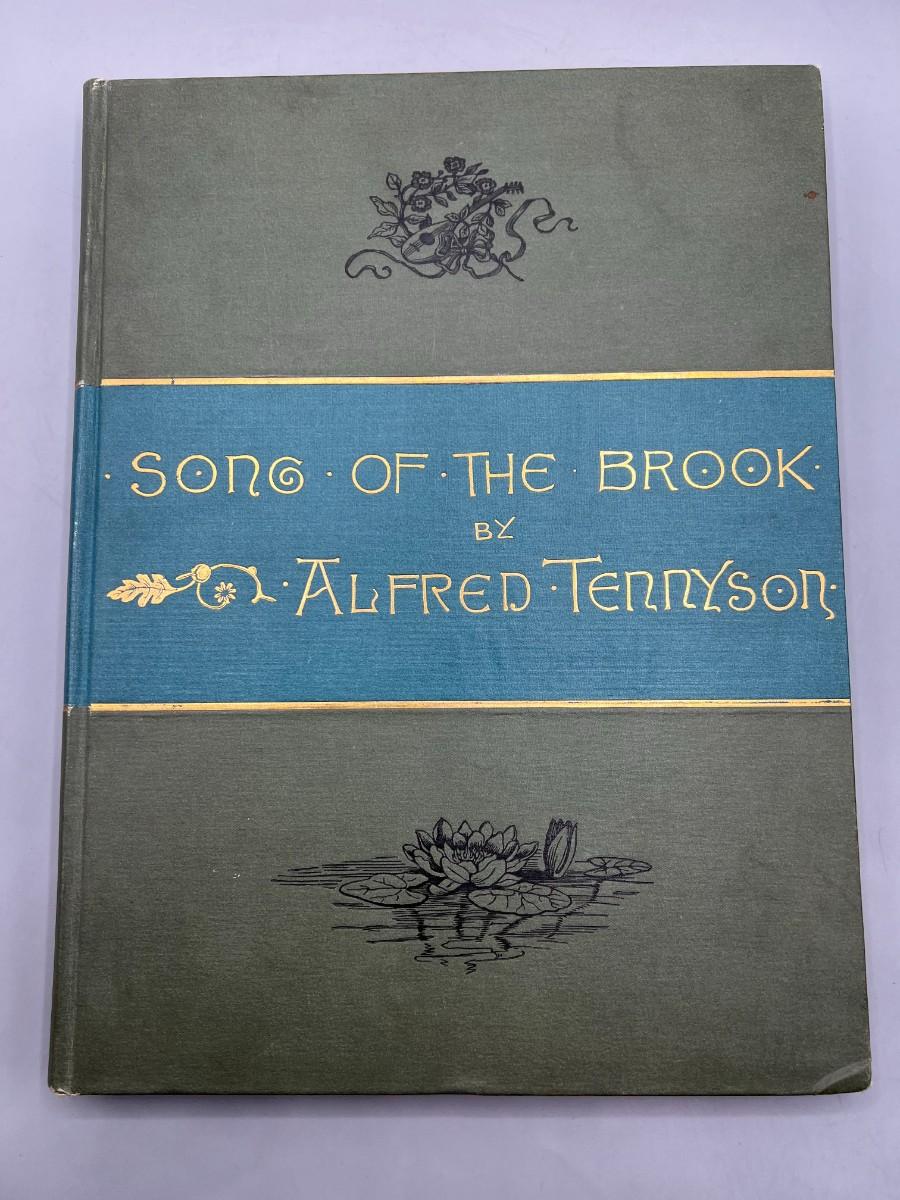 · SONG · OF · THE · BROOK ·
BY
· ALFRED · TENNYSON ·